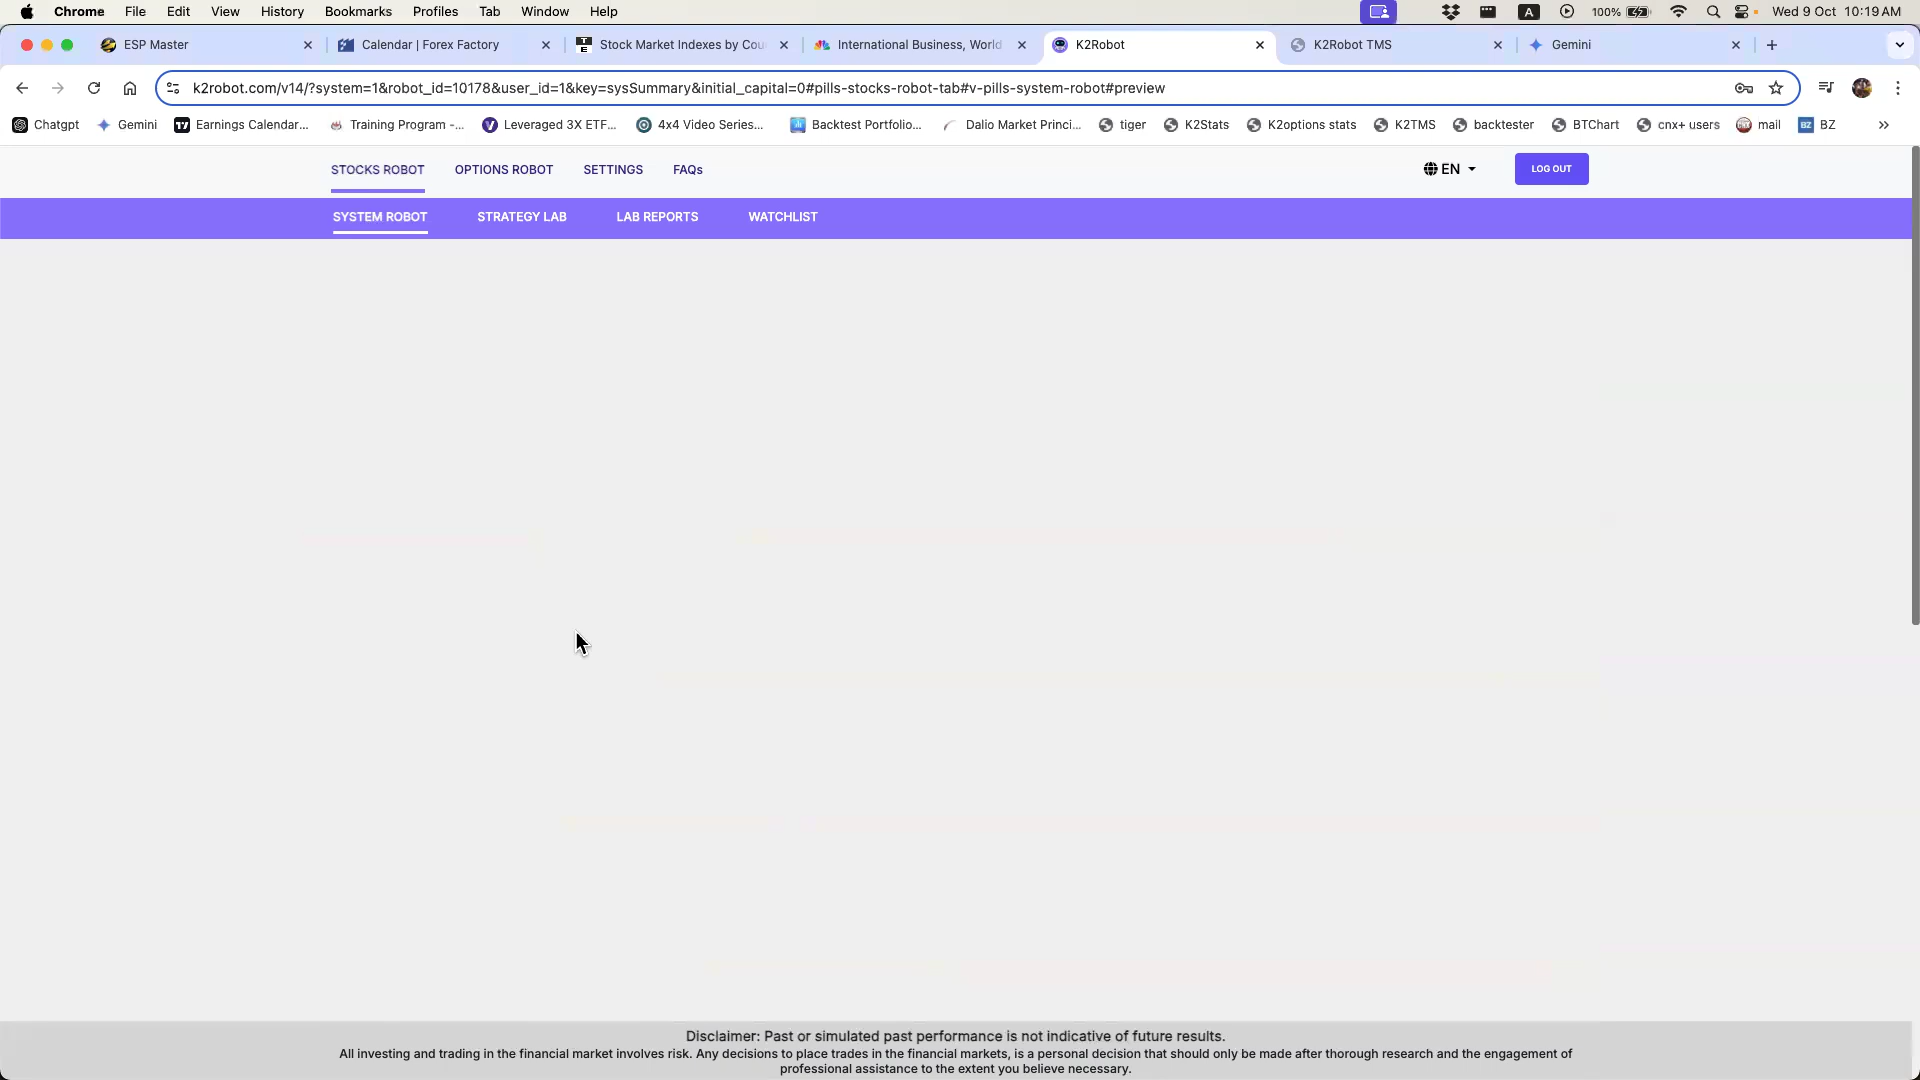 Chrome File Edit View History Bookmarks Profiles Tab Window Help A 100% Wed 9 Oct 10:19 AM
ESP Master Calendar | Forex Factory TE Stock Market Indexes by Cou International Business, World K2Robot K2Robot TMS Gemini
k2robot.com/v14/?system=1&robot_id=10178&user_id=1&key=sysSummary&initial_capital=0#pills-stocks-robot-tab#v-pills-system-robot#preview
Chatgpt Gemini Earnings Calendar... Training Program -... Leveraged 3X ETF... 4x4 Video Series... Backtest Portfolio... Dalio Market Princi... tiger K2Stats K2options stats K2TMS backtester BTChart cnx+ users mail BZ BZ
STOCKS ROBOT OPTIONS ROBOT SETTINGS FAQs EN LOG OUT
SYSTEM ROBOT STRATEGY LAB LAB REPORTS WATCHLIST
Disclaimer: Past or simulated past performance is not indicative of future results.
All investing and trading in the financial market involves risk. Any decisions to place trades in the financial markets, is a personal decision that should only be made after thorough research and the engagement of
professional assistance to the extent you believe necessary.